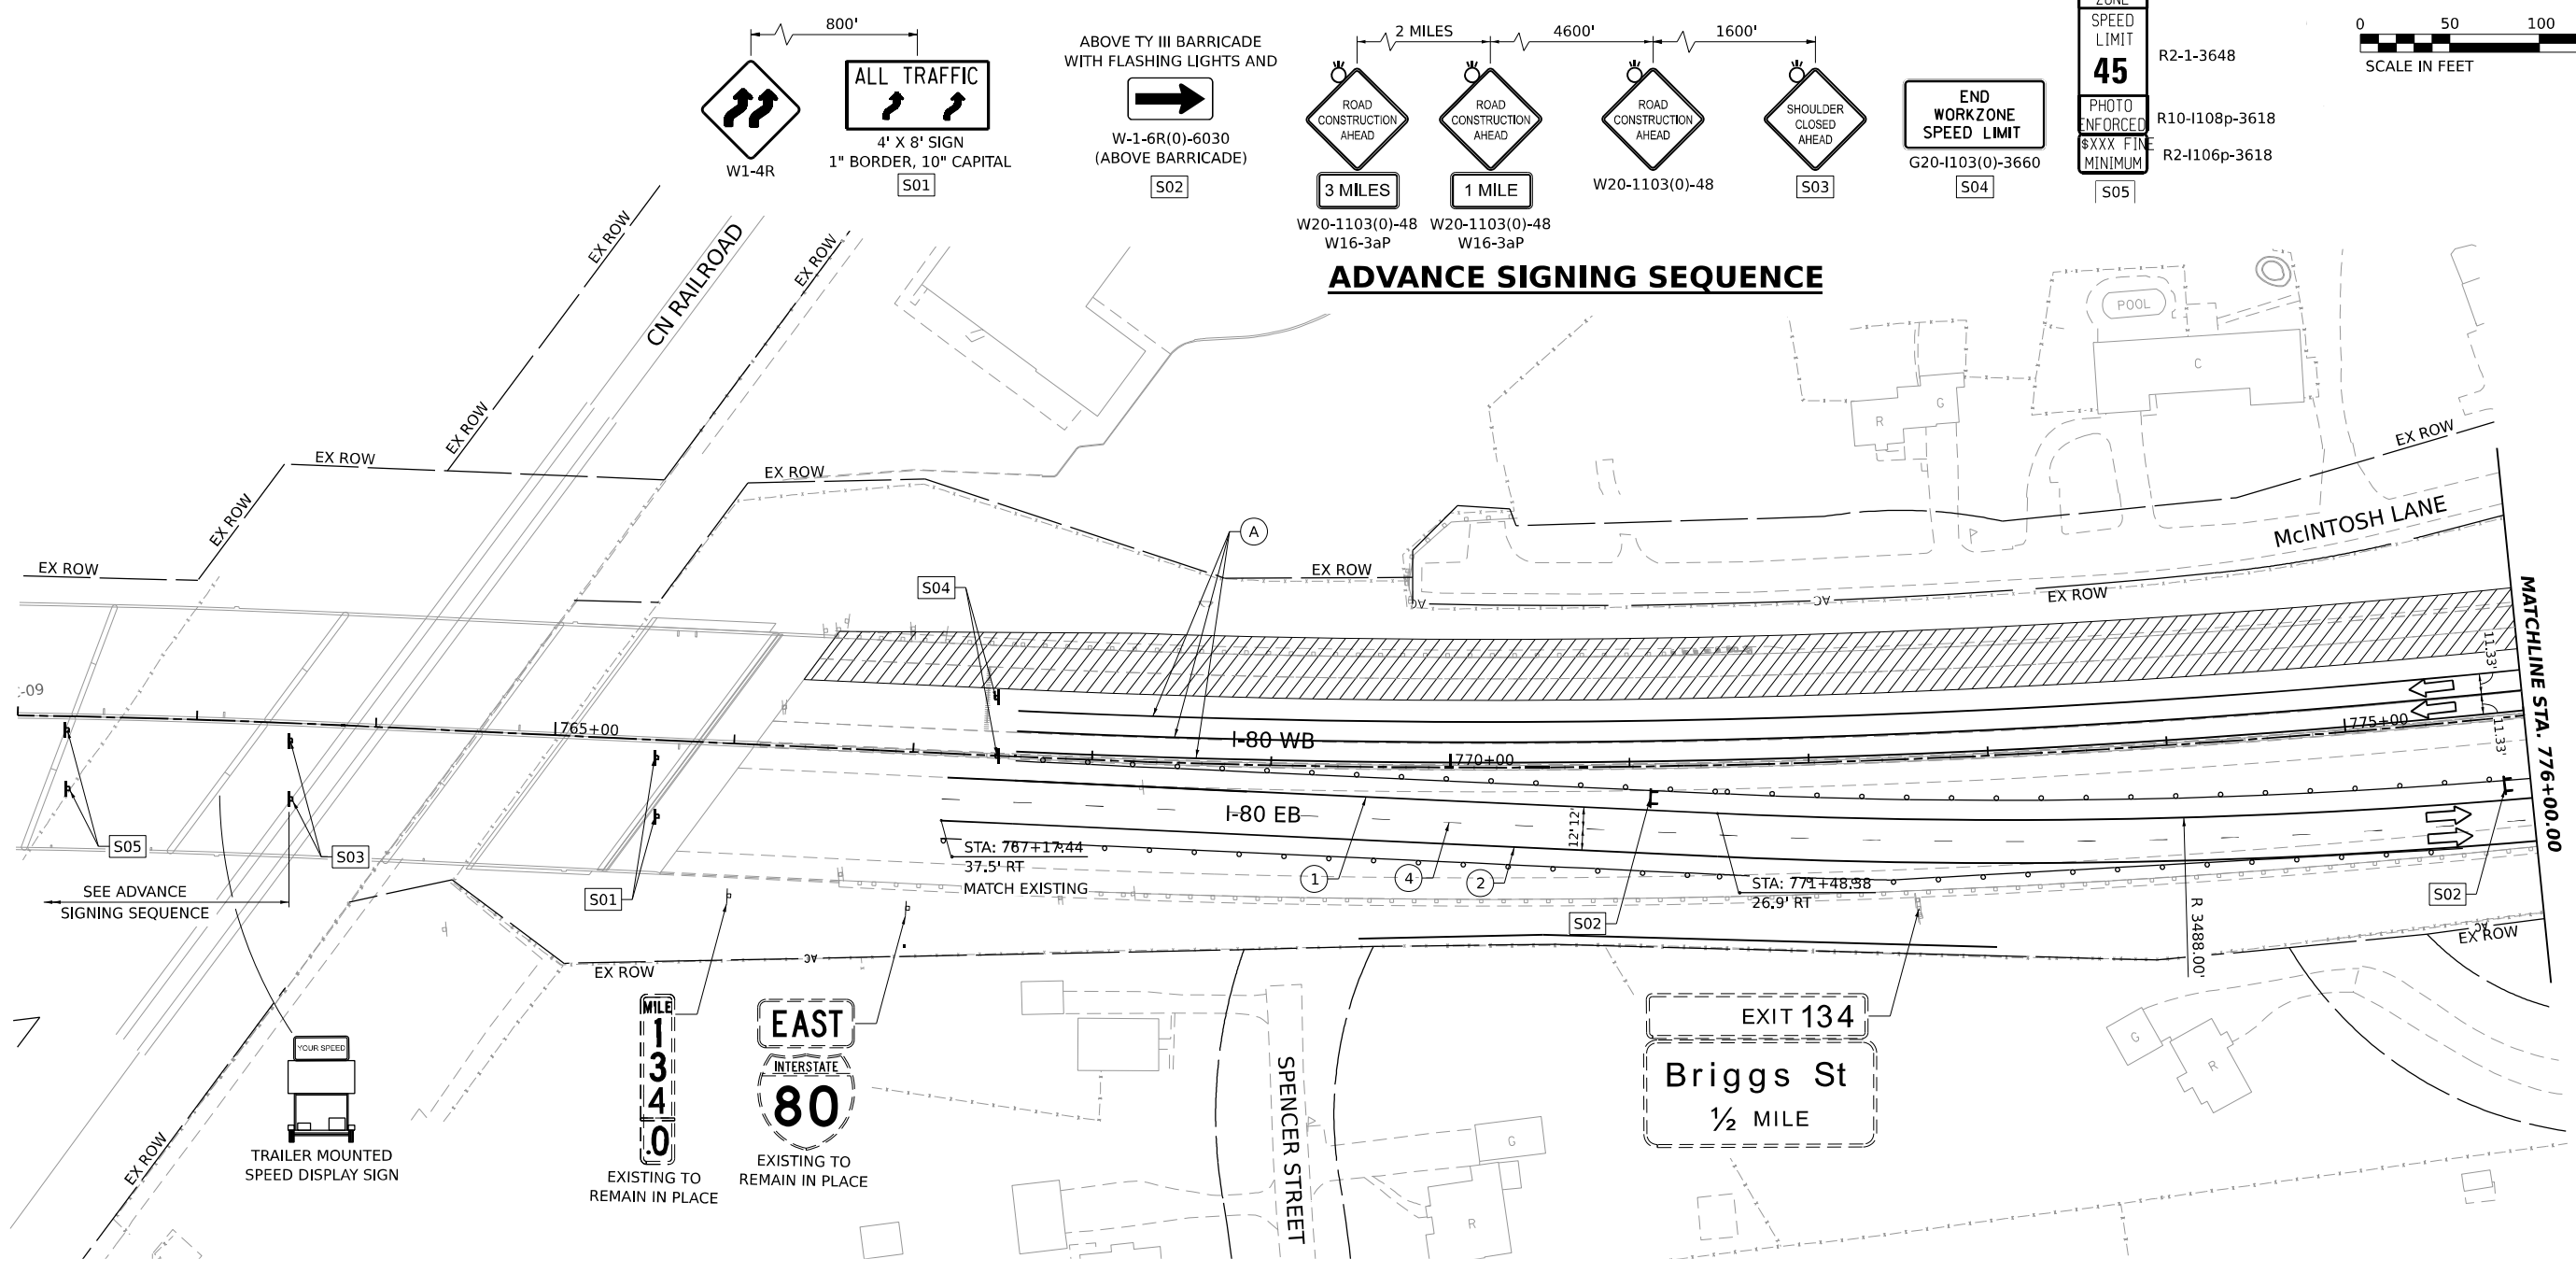 800'
W1-4R
ALL TRAFFIC
4' X 8' SIGN
1" BORDER, 10" CAPITAL
S01
ABOVE TY III BARRICADE
WITH FLASHING LIGHTS AND
W-1-6R(0)-6030
(ABOVE BARRICADE)
S02
2 MILES
4600'
1600'
ROAD
CONSTRUCTION
AHEAD
3 MILES
W20-1103(0)-48
W16-3aP
ROAD
CONSTRUCTION
AHEAD
1 MILE
W20-1103(0)-48
W16-3aP
ROAD
CONSTRUCTION
AHEAD
W20-1103(0)-48
SHOULDER
CLOSED
AHEAD
S03
END
WORKZONE
SPEED LIMIT
G20-I103(0)-3660
S04
ZONE
SPEED
LIMIT
45
R2-1-3648
PHOTO
ENFORCED
R10-I108p-3618
$XXX FINE
MINIMUM
R2-I106p-3618
S05
0 50 100
SCALE IN FEET
ADVANCE SIGNING SEQUENCE
EX ROW
CN RAILROAD
EX ROW
POOL
C
R
G
EX ROW
EX ROW
EX ROW
EX ROW
EX ROW
EX ROW
A
McINTOSH LANE
P
EX ROW
EX ROW
EX ROW
AC
AC
S04
MATCHLINE STA. 776+00.00
11.33'
11.33'
-09
765+00
I-80 WB
770+00
775+00
I-80 EB
12'
12'
S05
S03
STA: 767+17.44
37.5' RT
MATCH EXISTING
1
4
2
STA: 771+48.38
26.9' RT
S02
S02
R 3488.00'
SEE ADVANCE
SIGNING SEQUENCE
S01
EX ROW
AC
AC
EX ROW
EX ROW
YOUR SPEED
TRAILER MOUNTED
SPEED DISPLAY SIGN
MILE
1
3
4
.0
EXISTING TO
REMAIN IN PLACE
EAST
INTERSTATE
80
EXISTING TO
REMAIN IN PLACE
SPENCER STREET
P
G
R
EXIT 134
Briggs St
½ MILE
G
R